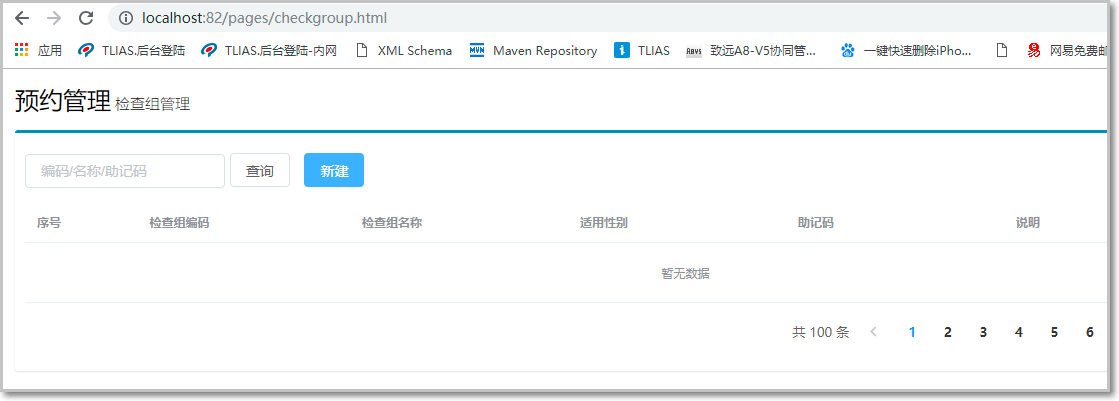 localhost:82/pages/checkgroup.html
应用 TLIAS.后台登陆 TLIAS.后台登陆-内网 XML Schema Maven Repository TLIAS 致远A8-V5协同管... 一键快速删除iPho... 网易免费邮
预约管理 检查组管理
编码/名称/助记码 查询 新建
序号 检查组编码 检查组名称 适用性别 助记码 说明
暂无数据
共 100 条 1 2 3 4 5 6